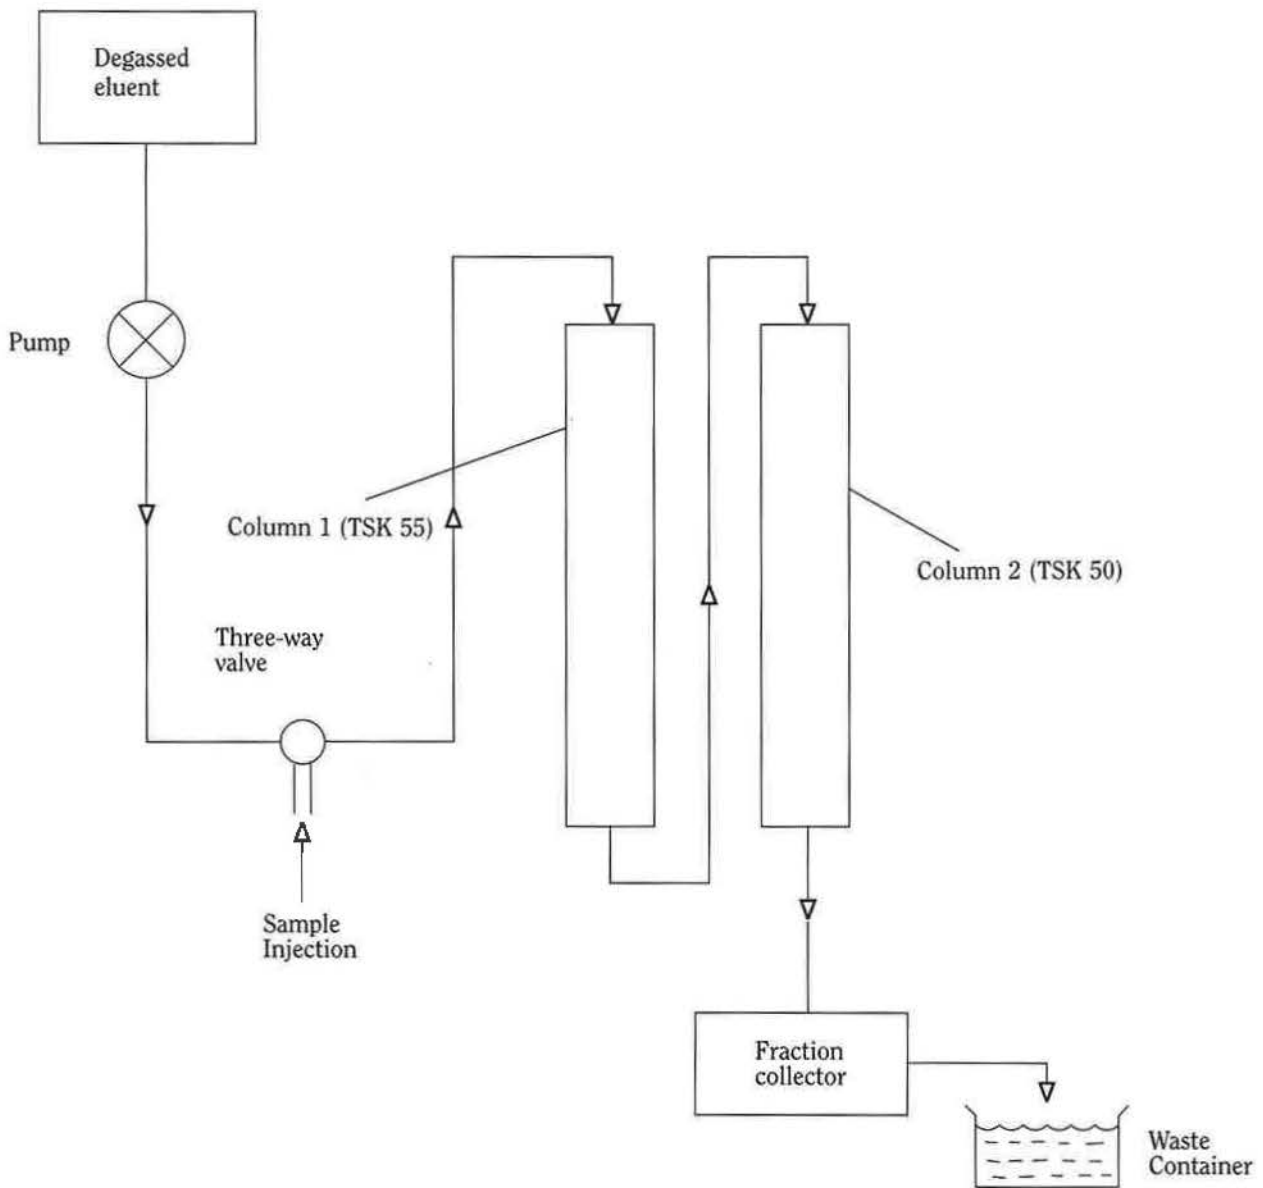 Degassed
eluent
Pump
Column 1 (TSK 55)
Column 2 (TSK 50)
Three-way
valve
Sample
Injection
Fraction
collector
Waste
Container